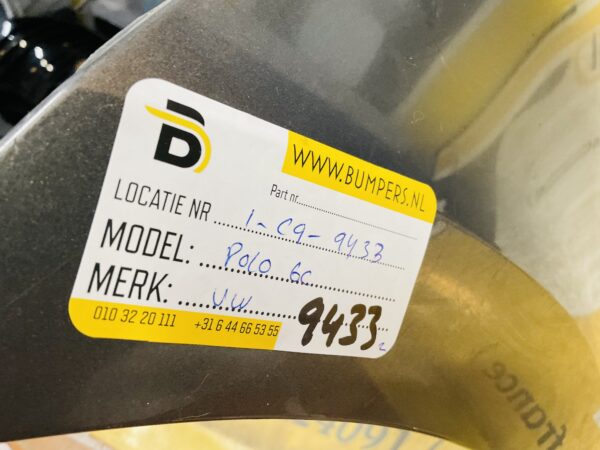 D
WWW.BUMPERS.NL
Part nr
LOCATIE NR 1-C9-9433
MODEL: Polo 6C
MERK: V.W
010 32 20 111 +31 6 44 66 53 55
9433
france